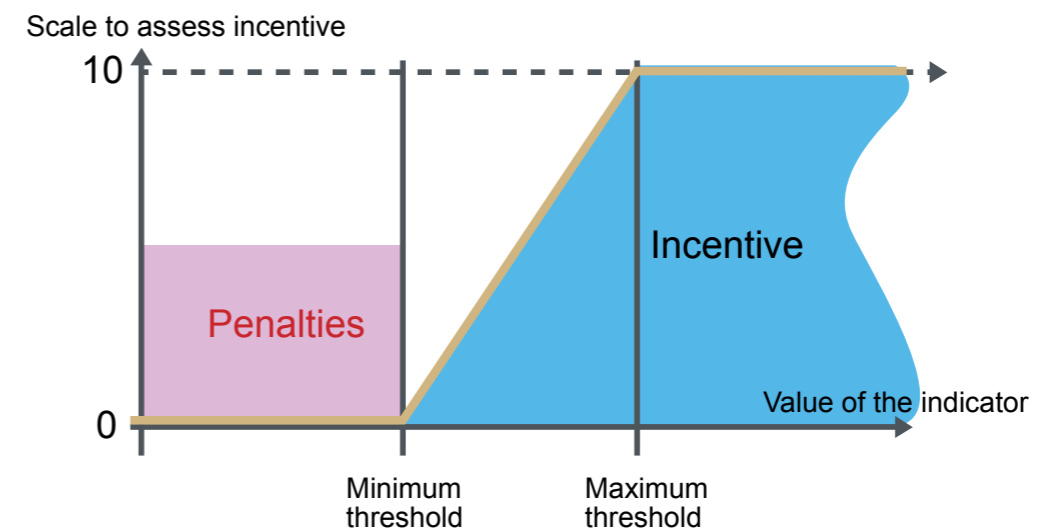 Scale to assess incentive
10
Incentive
Penalties
Value of the indicator
0
Minimum
threshold
Maximum
threshold